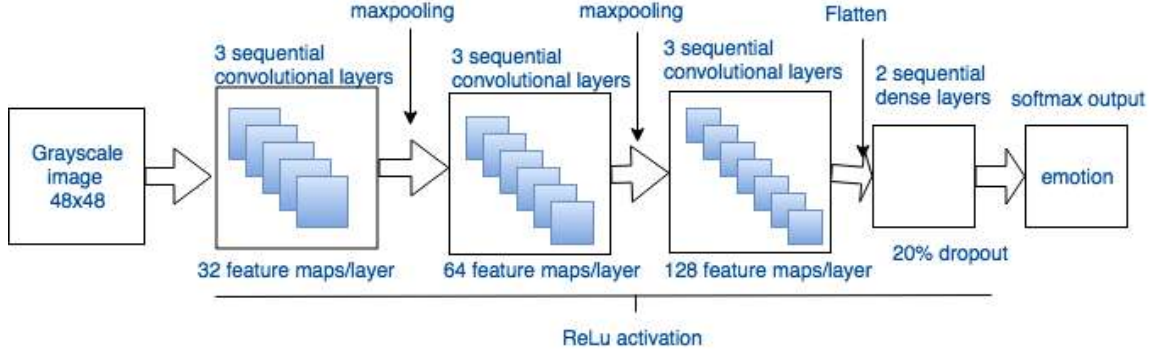 maxpooling
maxpooling
Flatten
3 sequential
convolutional layers
3 sequential
convolutional layers
3 sequential
convolutional layers
2 sequential
dense layers
softmax output
Grayscale
image
48x48
emotion
32 feature maps/layer
64 feature maps/layer
128 feature maps/layer
20% dropout
ReLu activation